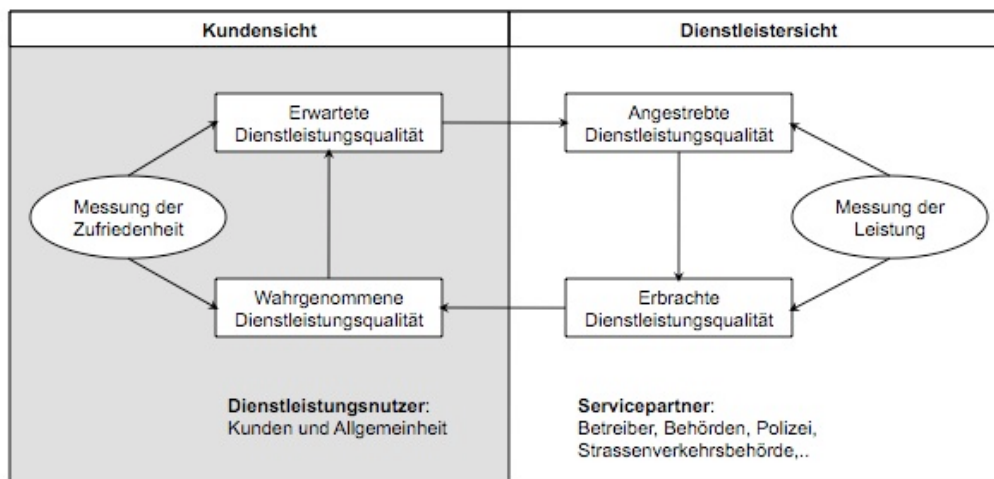 Kundensicht
Dienstleistersicht
Erwartete
Dienstleistungsqualität
Angestrebte
Dienstleistungsqualität
Messung der
Zufriedenheit
Messung der
Leistung
Wahrgenommene
Dienstleistungsqualität
Erbrachte
Dienstleistungsqualität
Dienstleistungsnutzer:
Kunden und Allgemeinheit
Servicepartner:
Betreiber, Behörden, Polizei,
Strassenverkehrsbehörde,..